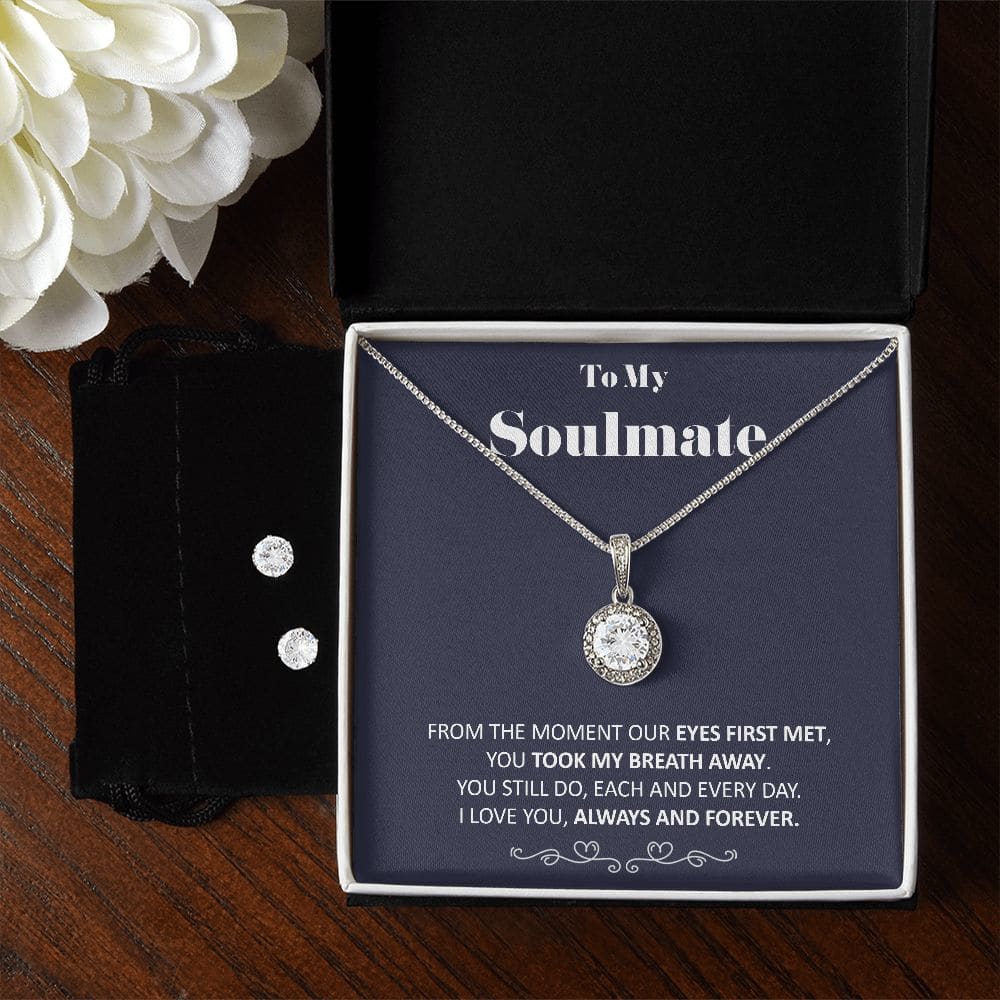 To My
Soulmate
FROM THE MOMENT OUR EYES FIRST MET,
YOU TOOK MY BREATH AWAY.
YOU STILL DO, EACH AND EVERY DAY.
I LOVE YOU, ALWAYS AND FOREVER.